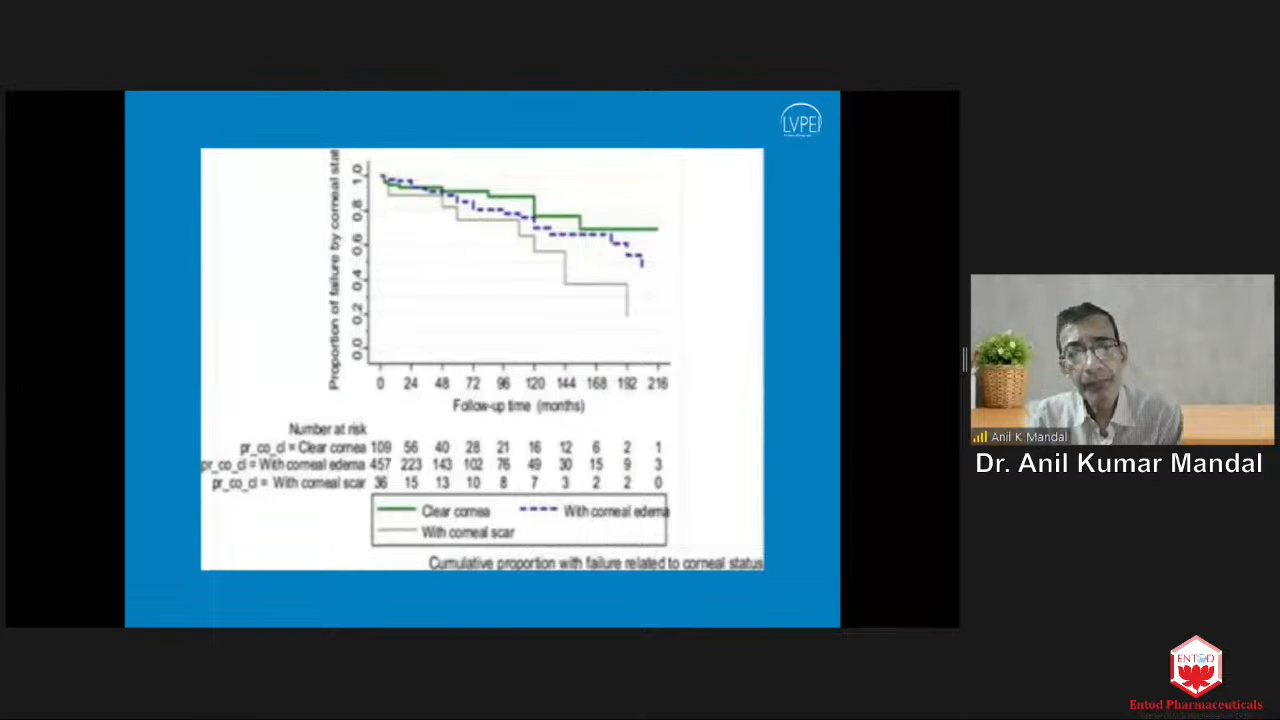 LVPEI
Proportion of failure by corneal stat
1.0
0.8
0.6
0.4
0.2
0.0
0 24 48 72 96 120 144 168 192 216
Follow-up time (months)
Number at risk
pr_co_cl = Clear cornea 109 56 40 28 21 16 12 6 2 1
pr_co_cl = With corneal edema 457 223 143 102 76 49 30 15 9 3
pr_co_cl = With corneal scar 36 15 13 10 8 7 3 2 2 0
Clear cornea With corneal edema
With corneal scar
Cumulative proportion with failure related to corneal status
Anil K Mandal
Dr. Anil Kumar Mandal
ENTOD
Entod Pharmaceuticals